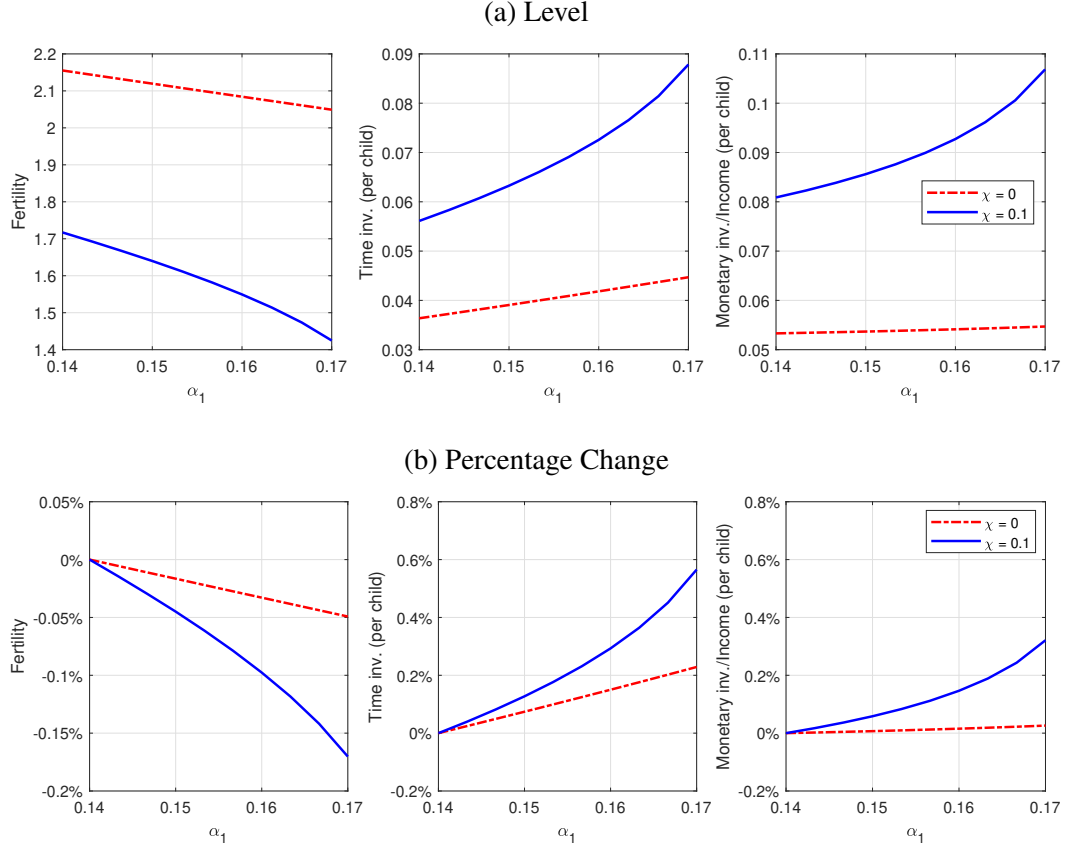 (a) Level
2.2
2.1
2
1.9
1.8
1.7
1.6
1.5
1.4
Fertility
0.14 0.15 0.16 0.17
α1
0.09
0.08
0.07
0.06
0.05
0.04
0.03
Time inv. (per child)
0.14 0.15 0.16 0.17
α1
0.11
0.1
0.09
0.08
0.07
0.06
0.05
Monetary inv./Income (per child)
χ = 0
χ = 0.1
0.14 0.15 0.16 0.17
α1
(b) Percentage Change
0.05%
0%
-0.05%
-0.1%
-0.15%
-0.2%
Fertility
0.14 0.15 0.16 0.17
α1
0.8%
0.6%
0.4%
0.2%
0%
-0.2%
Time inv. (per child)
0.14 0.15 0.16 0.17
α1
0.8%
0.6%
0.4%
0.2%
0%
-0.2%
Monetary inv./Income (per child)
χ = 0
χ = 0.1
0.14 0.15 0.16 0.17
α1